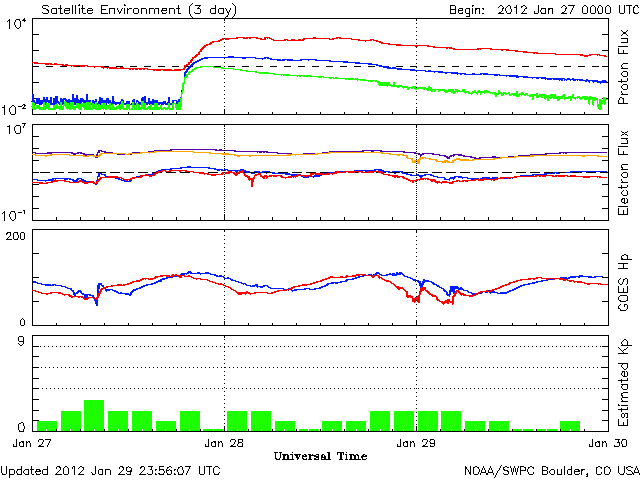 Satellite Environment (3 day) Begin: 2012 Jan 27 0000 UTC
10^4
10^-2
Proton Flux
10^7
10^-1
Electron Flux
200
0
GOES Hp
9
0
Estimated Kp
Jan 27 Jan 28 Jan 29 Jan 30
Universal Time
Updated 2012 Jan 29 23:56:07 UTC NOAA/SWPC Boulder, CO USA